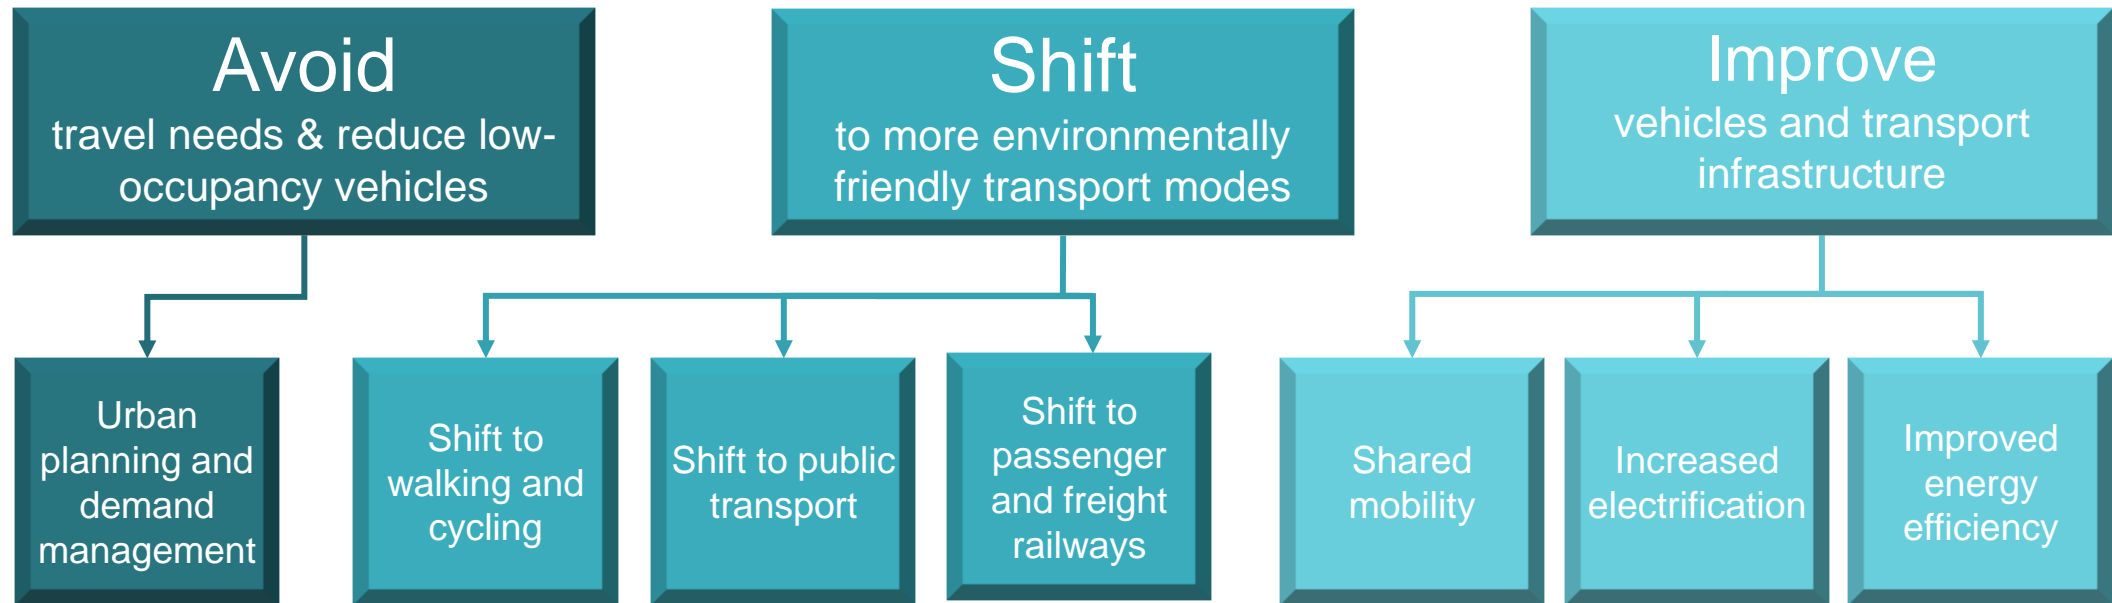 Avoid
travel needs & reduce low-
occupancy vehicles
Shift
to more environmentally
friendly transport modes
Improve
vehicles and transport
infrastructure
Urban
planning and
demand
management
Shift to
walking and
cycling
Shift to public
transport
Shift to
passenger
and freight
railways
Shared
mobility
Increased
electrification
Improved
energy
efficiency